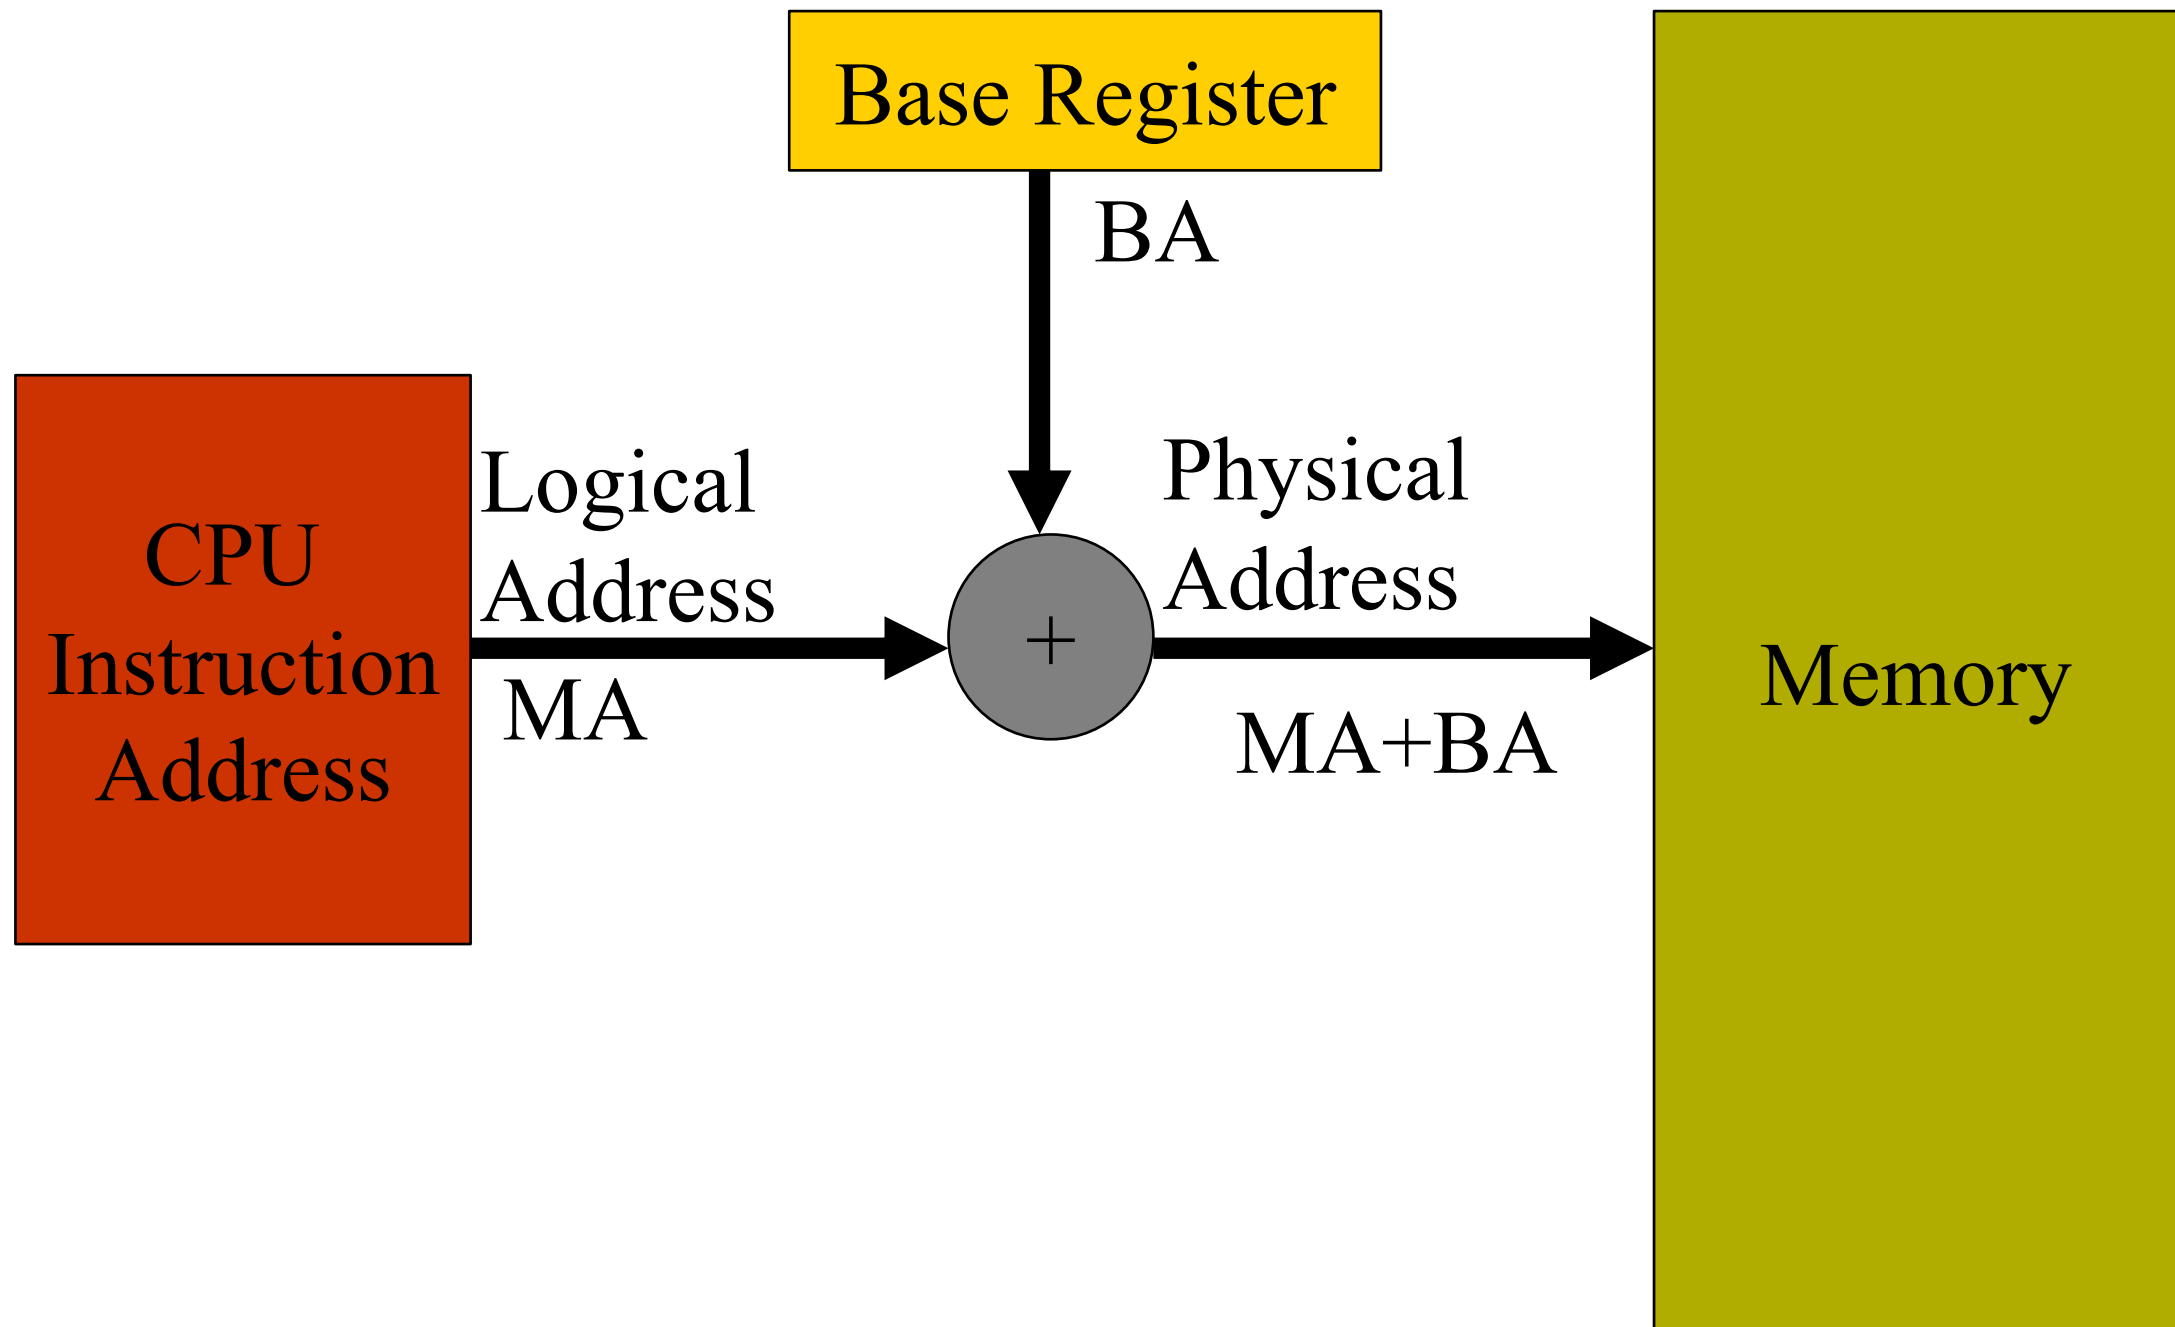 Base Register
BA
CPU
Instruction
Address
Logical
Address
MA
+
Physical
Address
MA+BA
Memory